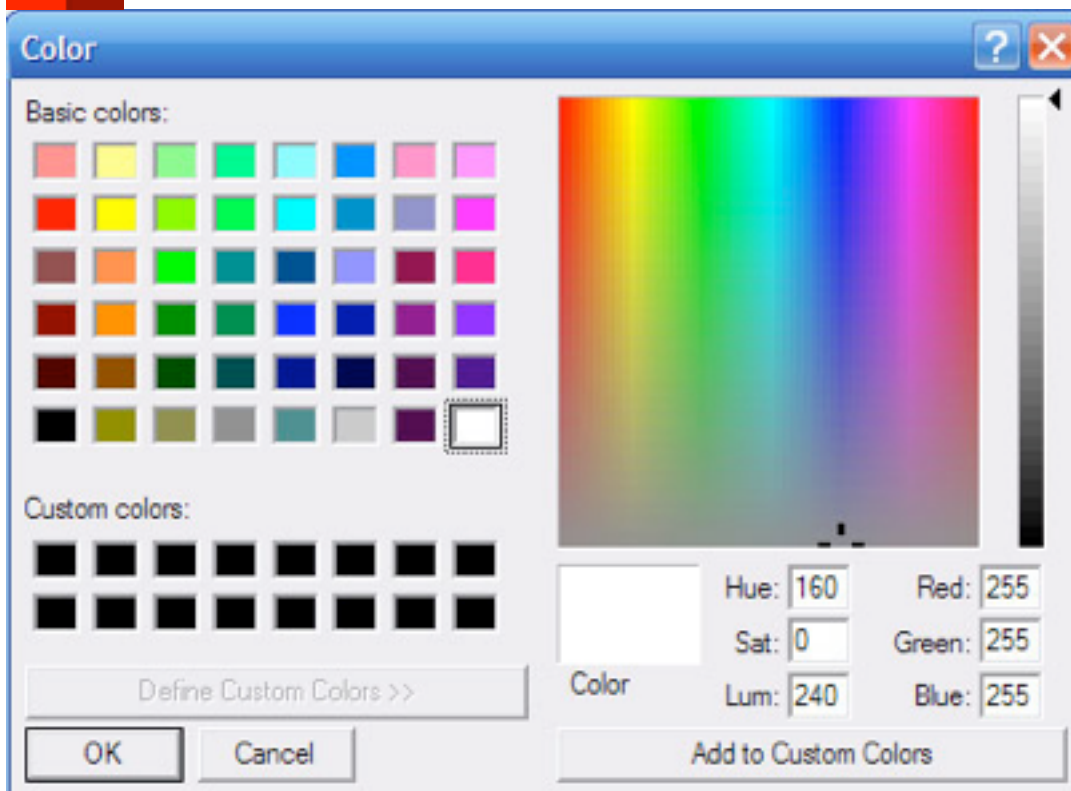 Color
?
Basic colors:
Custom colors:
Define Custom Colors >>
OK Cancel
Color
Hue: 160 Red: 255
Sat: 0 Green: 255
Lum: 240 Blue: 255
Add to Custom Colors